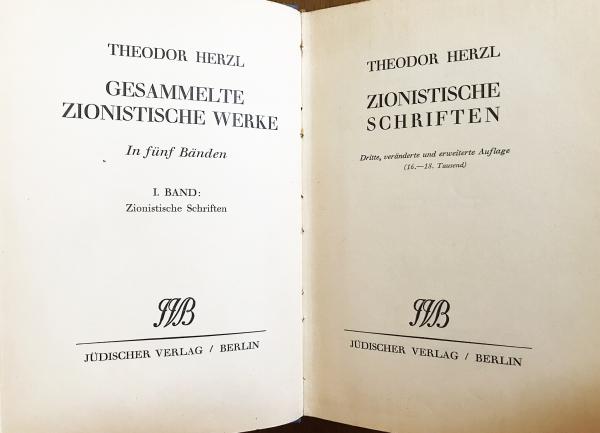 THEODOR HERZL
GESAMMELTE
ZIONISTISCHE WERKE
In fünf Bänden
I. BAND:
Zionistische Schriften
JVB
JÜDISCHER VERLAG / BERLIN
THEODOR HERZL
ZIONISTISCHE
SCHRIFTEN
Dritte, veränderte und erweiterte Auflage
(16.—18. Tausend)
JVB
JÜDISCHER VERLAG / BERLIN